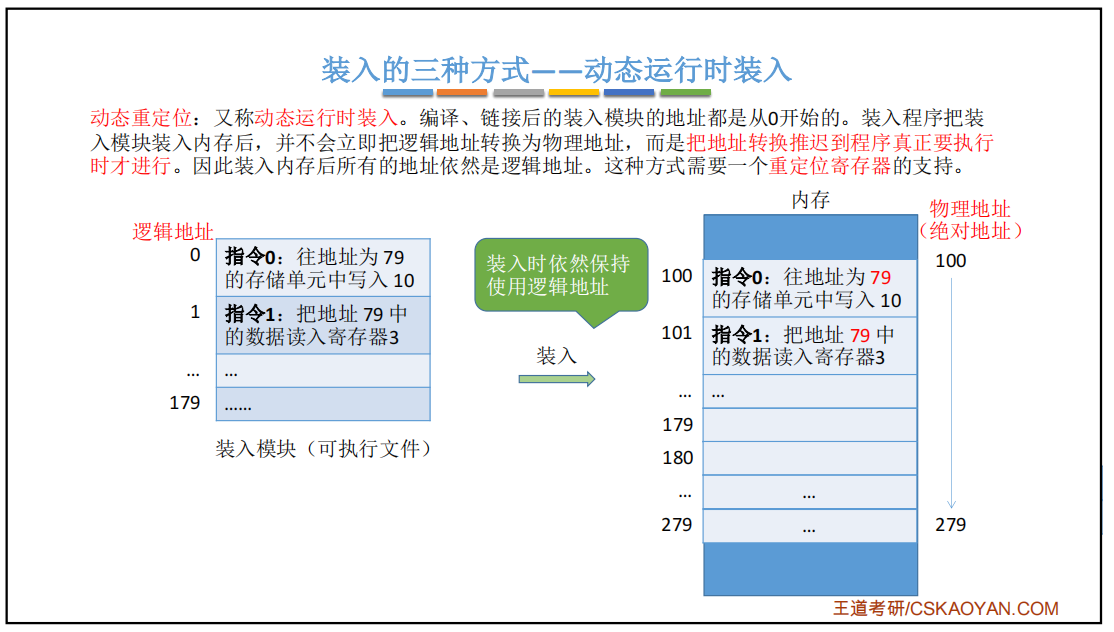 装入的三种方式——动态运行时装入
动态重定位：又称动态运行时装入。编译、链接后的装入模块的地址都是从0开始的。装入程序把装
入模块装入内存后，并不会立即把逻辑地址转换为物理地址，而是把地址转换推迟到程序真正要执行
时才进行。因此装入内存后所有的地址依然是逻辑地址。这种方式需要一个重定位寄存器的支持。
逻辑地址
0
指令0：往地址为 79
的存储单元中写入 10
1
指令1：把地址 79 中
的数据读入寄存器3
...
...
179
......
装入模块（可执行文件）
装入时依然保持
使用逻辑地址
装入
内存
100
指令0：往地址为 79
的存储单元中写入 10
101
指令1：把地址 79 中
的数据读入寄存器3
...
...
179
180
...
...
279
...
物理地址
（绝对地址）
100
279
王道考研/CSKAOYAN.COM